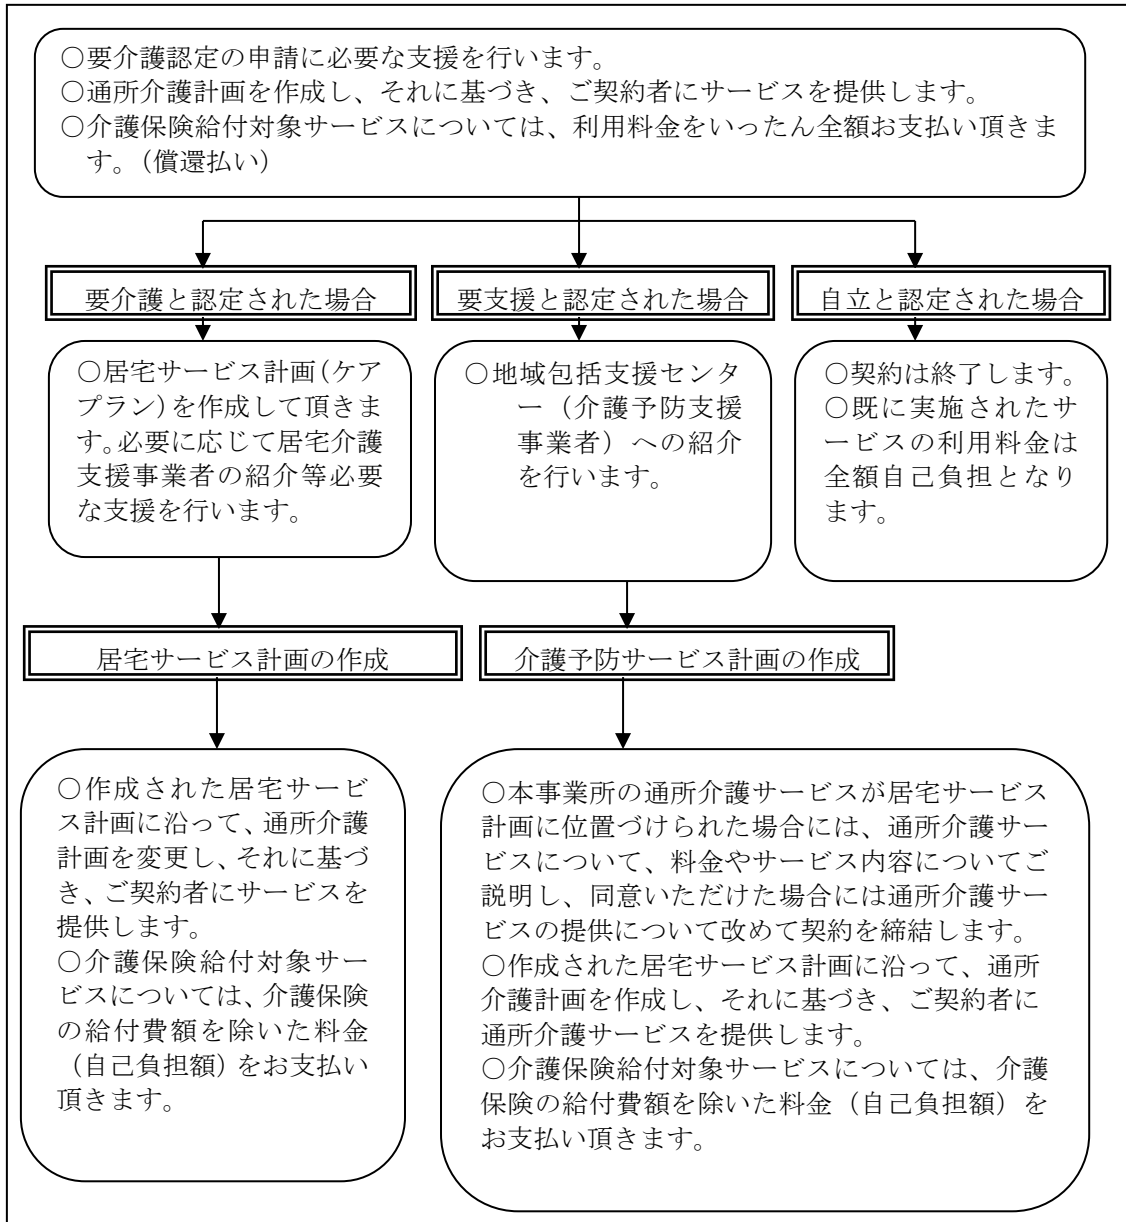 ○要介護認定の申請に必要な支援を行います。
○通所介護計画を作成し、それに基づき、ご契約者にサービスを提供します。
○介護保険給付対象サービスについては、利用料金をいったん全額お支払い頂きま
す。（償還払い）
要介護と認定された場合
要支援と認定された場合
自立と認定された場合
○居宅サービス計画（ケア
プラン）を作成して頂きま
す。必要に応じて居宅介護
支援事業者の紹介等必要
な支援を行います。
○地域包括支援センタ
ー（介護予防支援
事業者）への紹介
を行います。
○契約は終了します。
○既に実施されたサ
ービスの利用料金は
全額自己負担となり
ます。
居宅サービス計画の作成
介護予防サービス計画の作成
○作成された居宅サービ
ス計画に沿って、通所介護
計画を変更し、それに基づ
き、ご契約者にサービスを
提供します。
○介護保険給付対象サー
ビスについては、介護保険
の給付費額を除いた料金
（自己負担額）をお支払い
頂きます。
○本事業所の通所介護サービスが居宅サービス
計画に位置づけられた場合には、通所介護サー
ビスについて、料金やサービス内容についてご
説明し、同意いただけた場合には通所介護サー
ビスの提供について改めて契約を締結します。
○作成された居宅サービス計画に沿って、通所
介護計画を作成し、それに基づき、ご契約者に
通所介護サービスを提供します。
○介護保険給付対象サービスについては、介護
保険の給付費額を除いた料金（自己負担額）を
お支払い頂きます。